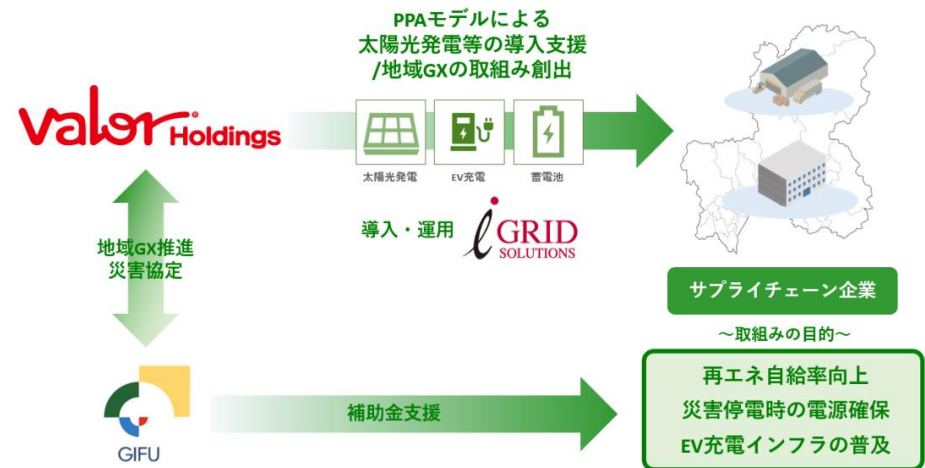 PPAモデルによる
太陽光発電等の導入支援
/地域GXの取組み創出
valor Holdings
太陽光発電
EV充電
蓄電池
導入・運用
i GRID
SOLUTIONS
地域GX推進
災害協定
サプライチェーン企業
~取組みの目的~
再エネ自給率向上
災害停電時の電源確保
EV充電インフラの普及
補助金支援
GIFU